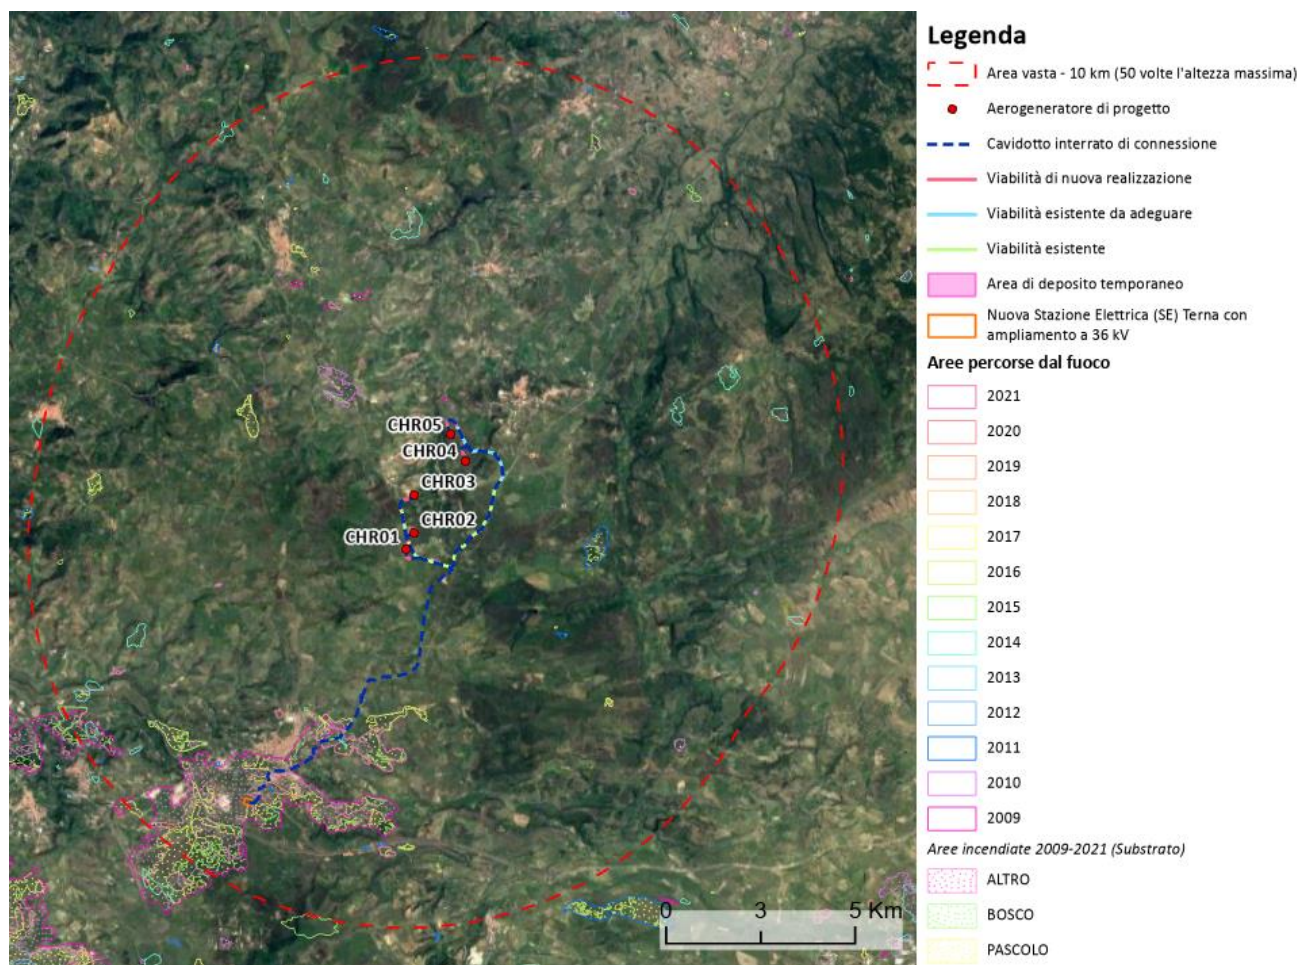 CHR05
CHR04
CHR03
CHR02
CHR01
0 3 5 Km
Legenda
Area vasta - 10 km (50 volte l'altezza massima)
Aerogeneratore di progetto
Cavidotto interrato di connessione
Viabilità di nuova realizzazione
Viabilità esistente da adeguare
Viabilità esistente
Area di deposito temporaneo
Nuova Stazione Elettrica (SE) Terna con
ampliamento a 36 kV
Aree percorse dal fuoco
2021
2020
2019
2018
2017
2016
2015
2014
2013
2012
2011
2010
2009
Aree incendiate 2009-2021 (Substrato)
ALTRO
BOSCO
PASCOLO